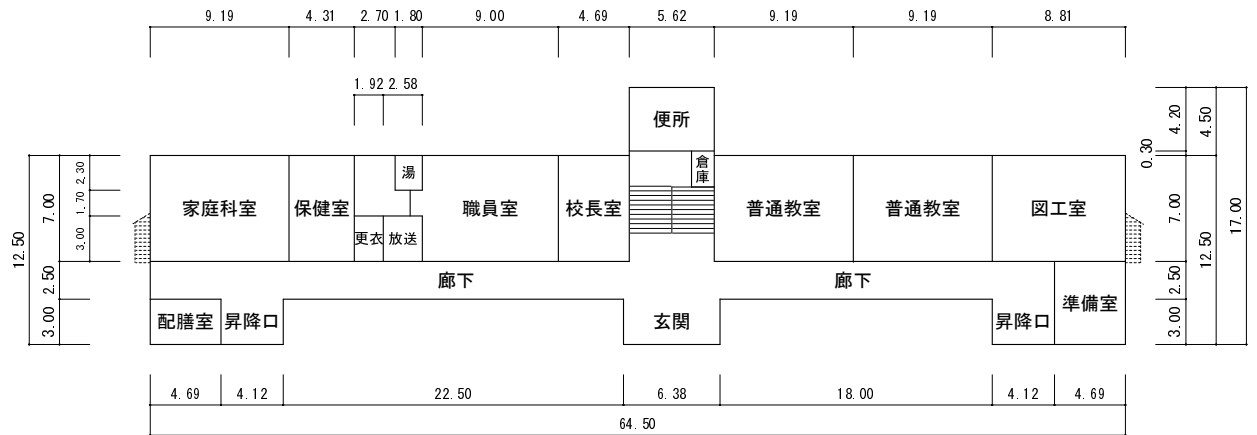 9.19 4.31 2.70 1.80 9.00 4.69 5.62 9.19 9.19 8.81
1.92 2.58
便所
倉庫
湯
家庭科室 保健室 職員室 校長室 普通教室 普通教室 図工室
更衣 放送
廊下 廊下
配膳室 昇降口 玄関 昇降口 準備室
12.50
7.00 2.50 3.00
2.30 1.70 3.00
0.30
4.20 7.00 2.50 3.00
4.50 12.50
17.00
4.69 4.12 22.50 6.38 18.00 4.12 4.69
64.50